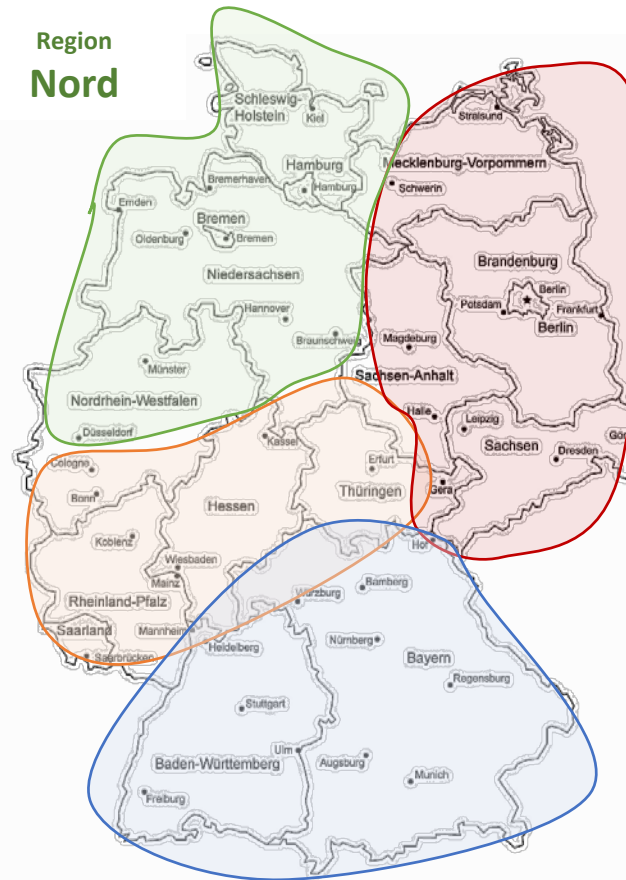 Region
Nord
Schleswig-
Holstein
Kiel
Stralsund
Hamburg
Hamburg
Mecklenburg-Vorpommern
Schwerin
Bremerhaven
Emden
Bremen
Oldenburg
Bremen
Niedersachsen
Brandenburg
Berlin
Potsdam
Frankfurt
Berlin
Hannover
Braunschweig
Magdeburg
Münster
Sachsen-Anhalt
Nordrhein-Westfalen
Halle
Leipzig
Düsseldorf
Kassel
Sachsen
Dresden
Cologne
Erfurt
Bonn
Hessen
Thüringen
Gera
Koblenz
Hof
Wiesbaden
Mainz
Bamberg
Rheinland-Pfalz
Würzburg
Saarland
Mannheim
Nürnberg
Heidelberg
Bayern
Saarbrücken
Regensburg
Stuttgart
Ulm
Baden-Württemberg
Augsburg
Munich
Freiburg